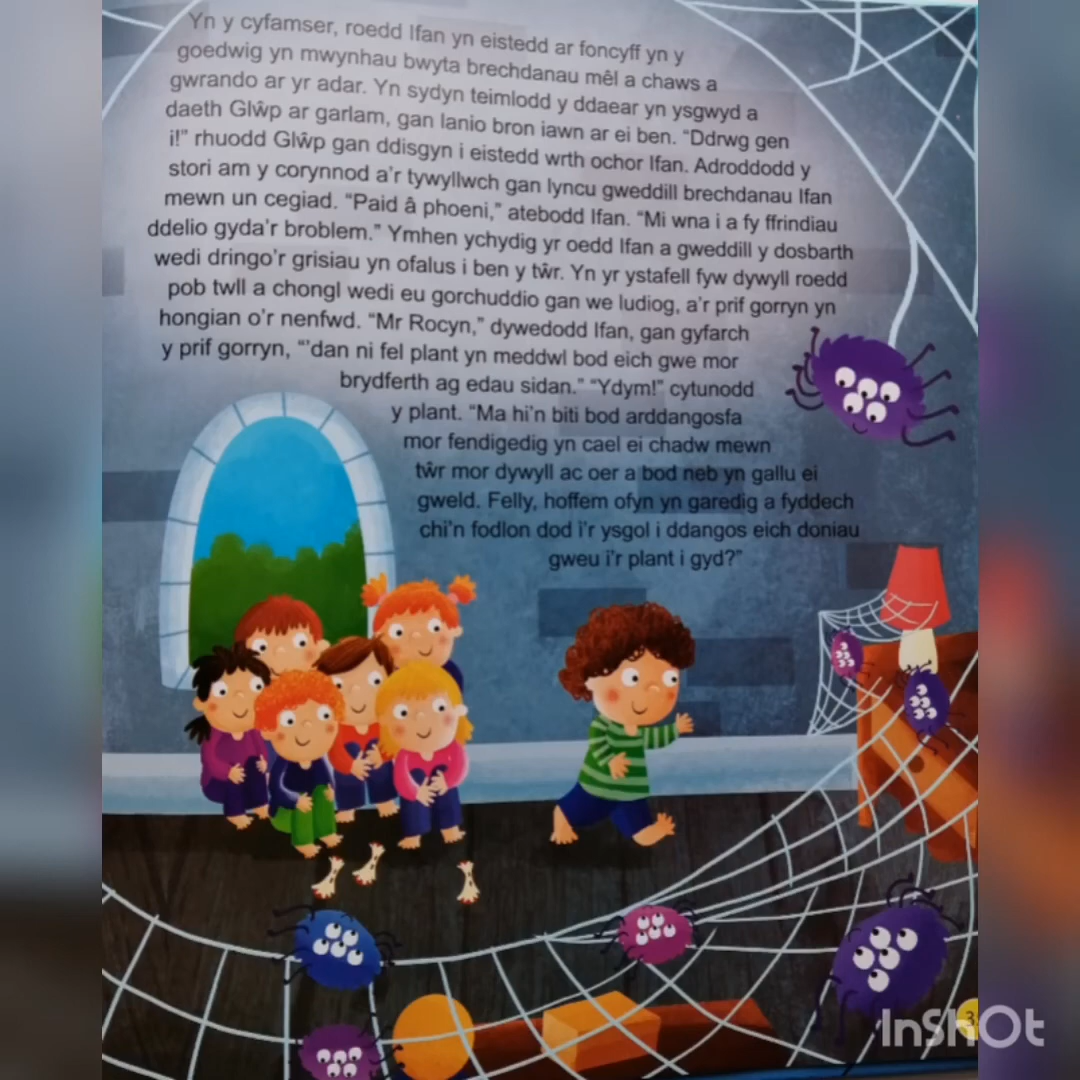 Yn y cyfamser, roedd Ifan yn eistedd ar foncyff yn y
goedwig yn mwynhau bwyta brechdanau mêl a chaws a
gwrando ar yr adar. Yn sydyn teimlodd y ddaear yn ysgwyd a
daeth Glŵp ar garlam, gan lanio bron iawn ar ei ben. “Ddrwg gen
i!” rhuodd Glŵp gan ddisgyn i eistedd wrth ochor Ifan. Adroddodd y
stori am y corynnod a’r tywyllwch gan lyncu gweddill brechdanau Ifan
mewn un cegiad. “Paid â phoeni,” atebodd Ifan. “Mi wna i a fy ffrindiau
ddelio gyda’r broblem.” Ymhen ychydig yr oedd Ifan a gweddill y dosbarth
wedi dringo’r grisiau yn ofalus i ben y tŵr. Yn yr ystafell fyw dywyll roedd
pob twll a chongl wedi eu gorchuddio gan we ludiog, a’r prif gorryn yn
hongian o’r nenfwd. “Mr Rocyn,” dywedodd Ifan, gan gyfarch
y prif gorryn, “’dan ni fel plant yn meddwl bod eich gwe mor
brydferth ag edau sidan.” “Ydym!” cytunodd
y plant. “Ma hi’n biti bod arddangosfa
mor fendigedig yn cael ei chadw mewn
tŵr mor dywyll ac oer a bod neb yn gallu ei
gweld. Felly, hoffem ofyn yn garedig a fyddech
chi’n fodlon dod i’r ysgol i ddangos eich doniau
gweu i’r plant i gyd?”
InShOt